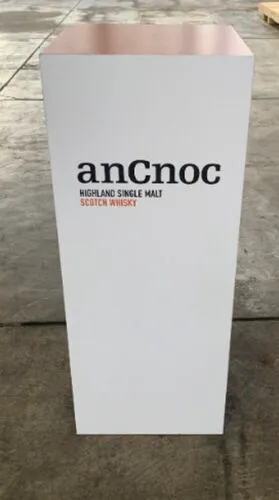 anCnoc
HIGHLAND SINGLE MALT
SCOTCH WHISKY